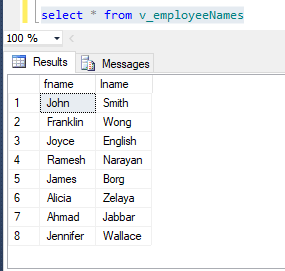 select * from v_employeeNames
100 %
Results Messages
fname lname
1 John Smith
2 Franklin Wong
3 Joyce English
4 Ramesh Narayan
5 James Borg
6 Alicia Zelaya
7 Ahmad Jabbar
8 Jennifer Wallace